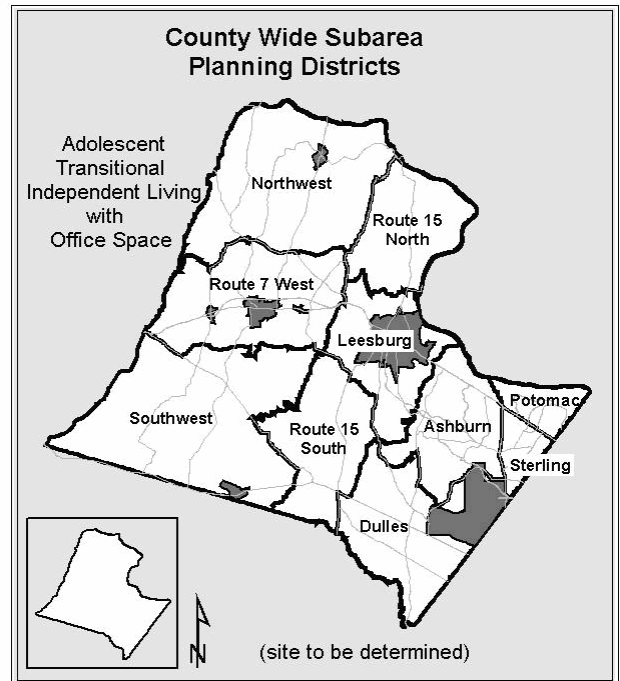 County Wide Subarea
Planning Districts
Adolescent
Transitional
Independent Living
with
Office Space
Northwest
Route 15
North
Route 7 West
Leesburg
Southwest
Route 15
South
Ashburn
Potomac
Sterling
Dulles
N
(site to be determined)